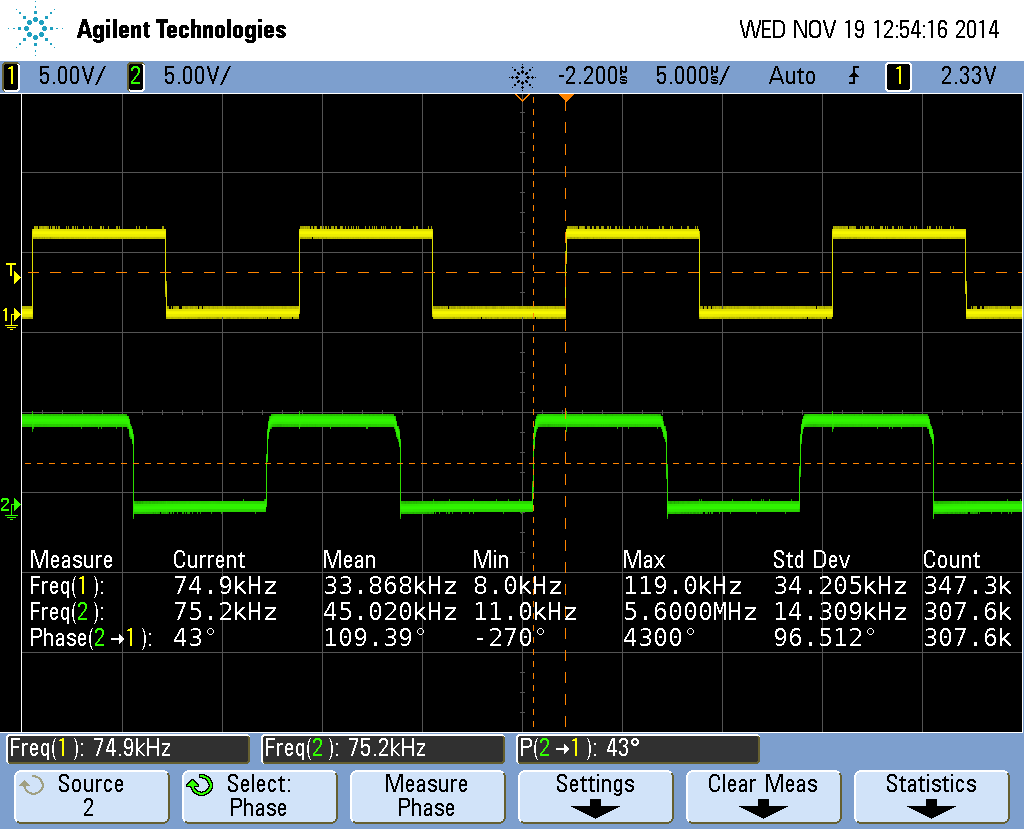 Agilent Technologies WED NOV 19 12:54:16 2014
1 5.00V/ 2 5.00V/ -2.200µs 5.000µs/ Auto 1 2.33V
T
1
2
Measure Current Mean Min Max Std Dev Count
Freq(1): 74.9kHz 33.868kHz 8.0kHz 119.0kHz 34.205kHz 347.3k
Freq(2): 75.2kHz 45.020kHz 11.0kHz 5.6000MHz 14.309kHz 307.6k
Phase(2→1): 43° 109.39° -270° 4300° 96.512° 307.6k
Freq(1): 74.9kHz Freq(2): 75.2kHz P(2→1): 43°
Source Select: Measure Settings Clear Meas Statistics
2 Phase Phase